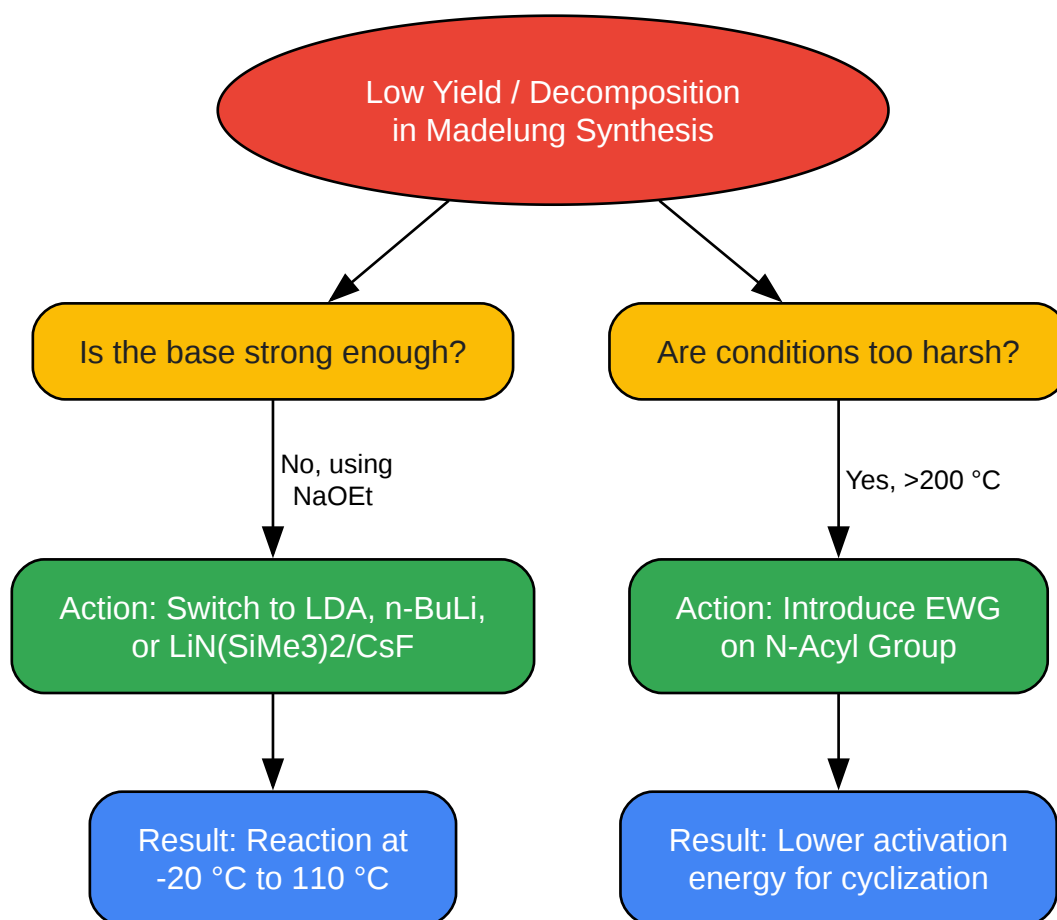 Low Yield / Decomposition
in Madelung Synthesis
Is the base strong enough?
Are conditions too harsh?
No, using
NaOEt
Yes, >200 °C
Action: Switch to LDA, n-BuLi,
or LiN(SiMe3)2/CsF
Action: Introduce EWG
on N-Acyl Group
Result: Reaction at
-20 °C to 110 °C
Result: Lower activation
energy for cyclization